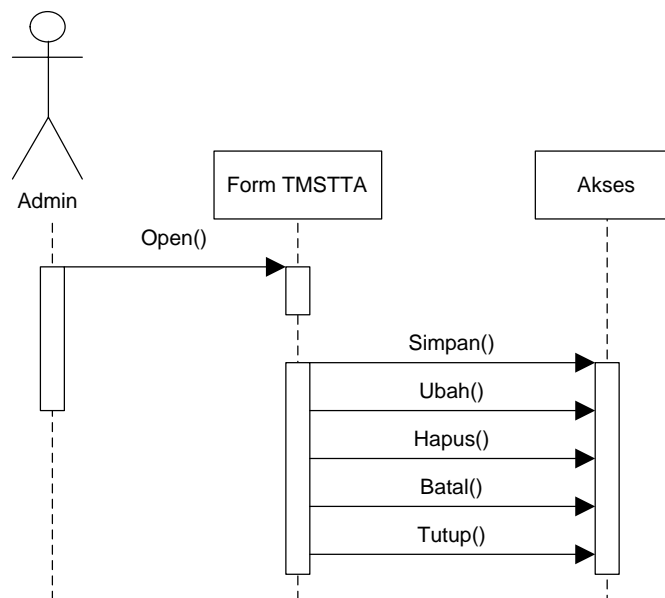 Admin
Form TMSTTA
Akses
Open()
Simpan()
Ubah()
Hapus()
Batal()
Tutup()